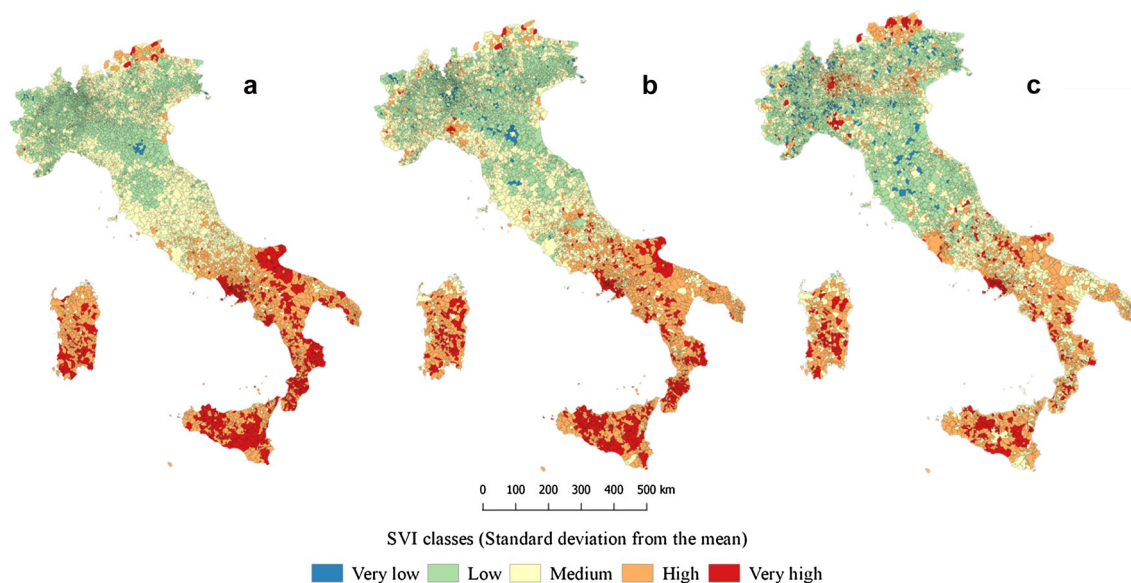 a
b
c
0 100 200 300 400 500 km
SVI classes (Standard deviation from the mean)
Very low Low Medium High Very high